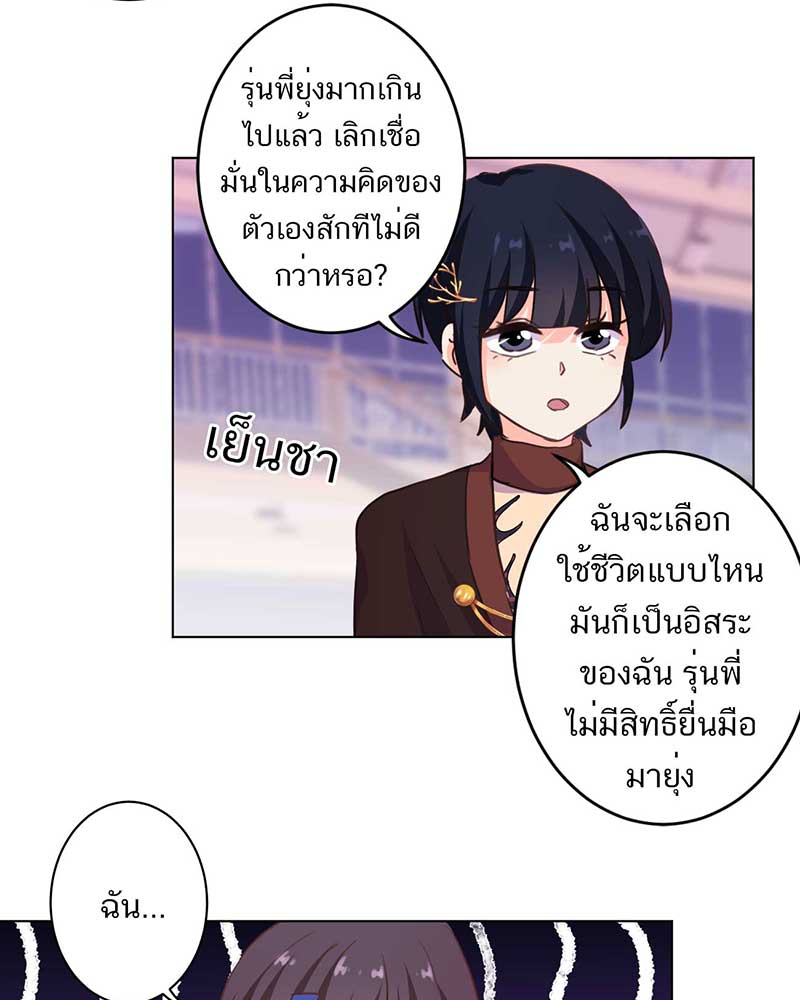 รุ่นพี่ยุ่งมากเกิน
ไปแล้ว เลิกเชื่อ
มั่นในความคิดของ
ตัวเองสักทีไม่ดี
กว่าหรอ?
เย็นชา
ฉันจะเลือก
ใช้ชีวิตแบบไหน
มันก็เป็นอิสระ
ของฉัน รุ่นพี่
ไม่มีสิทธิ์ยื่นมือ
มายุ่ง
ฉัน...